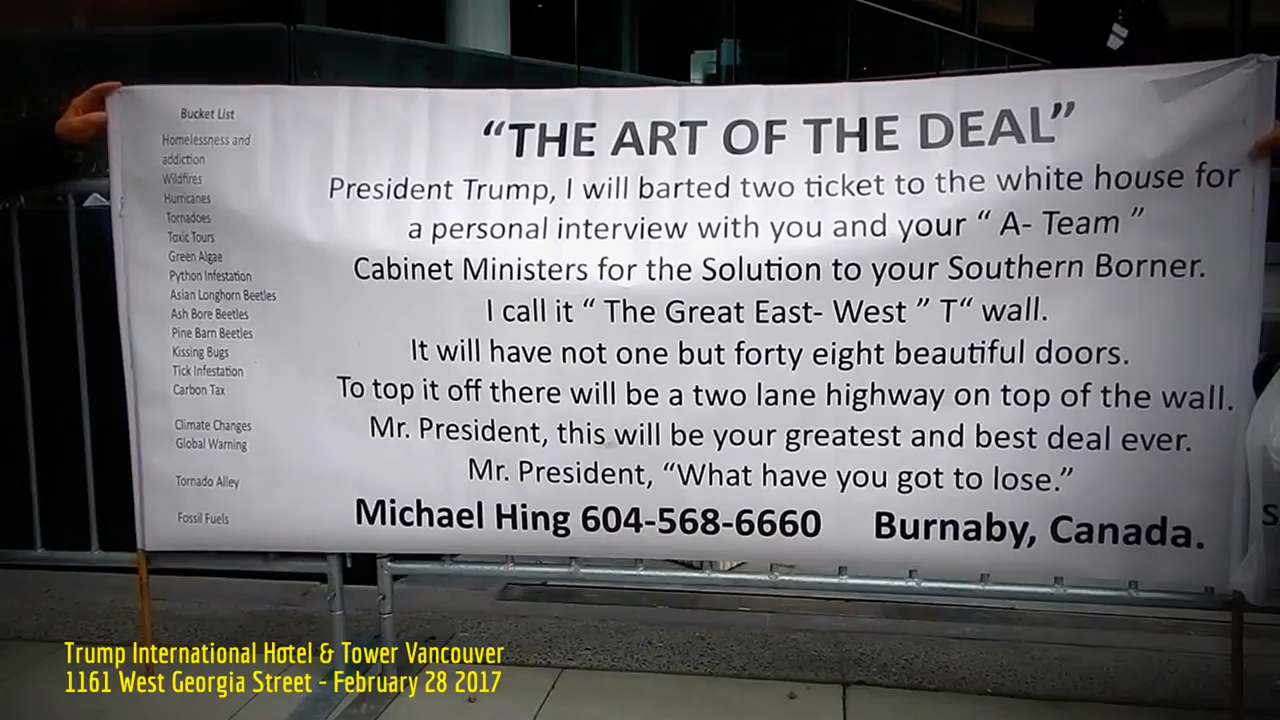 Bucket List
Homelessness and
addiction
Wildfires
Hurricanes
Tornadoes
Toxic Tours
Green Algae
Python Infestation
Asian Longhorn Beetles
Ash Bore Beetles
Pine Barn Beetles
Kissing Bugs
Tick Infestation
Carbon Tax
Climate Changes
Global Warning
Tornado Alley
Fossil Fuels
“THE ART OF THE DEAL”
President Trump, I will barted two ticket to the white house for
a personal interview with you and your “ A- Team ”
Cabinet Ministers for the Solution to your Southern Borner.
I call it “ The Great East- West ” T“ wall.
It will have not one but forty eight beautiful doors.
To top it off there will be a two lane highway on top of the wall.
Mr. President, this will be your greatest and best deal ever.
Mr. President, “What have you got to lose.”
Michael Hing 604-568-6660 Burnaby, Canada.
S
Trump International Hotel & Tower Vancouver
1161 West Georgia Street - February 28 2017